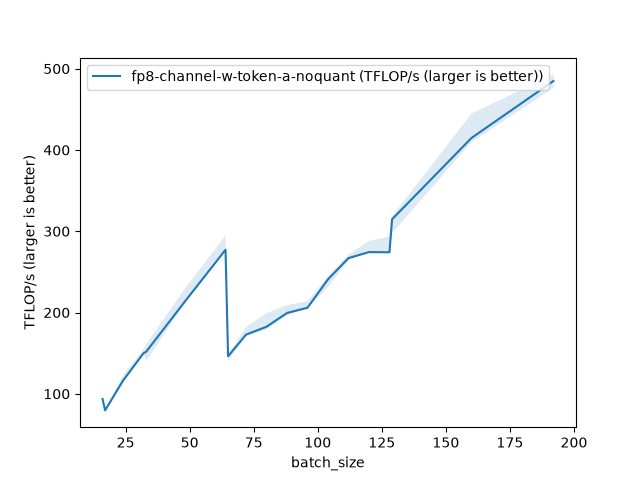 fp8-channel-w-token-a-noquant (TFLOP/s (larger is better))
TFLOP/s (larger is better)
500
400
300
200
100
25 50 75 100 125 150 175 200
batch_size